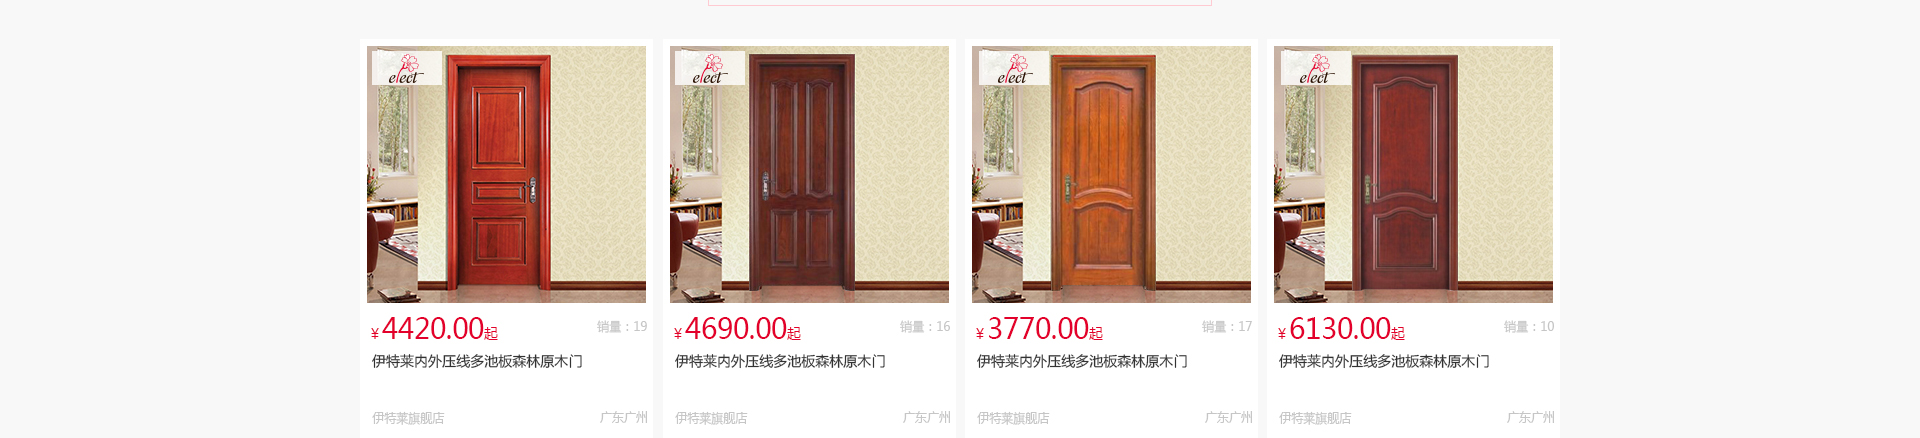 elect
elect
elect
elect
¥4420.00起 销量：19
¥4690.00起 销量：16
¥3770.00起 销量：17
¥6130.00起 销量：10
伊特莱内外压线多池板森林原木门
伊特莱内外压线多池板森林原木门
伊特莱内外压线多池板森林原木门
伊特莱内外压线多池板森林原木门
伊特莱旗舰店 广东广州
伊特莱旗舰店 广东广州
伊特莱旗舰店 广东广州
伊特莱旗舰店 广东广州